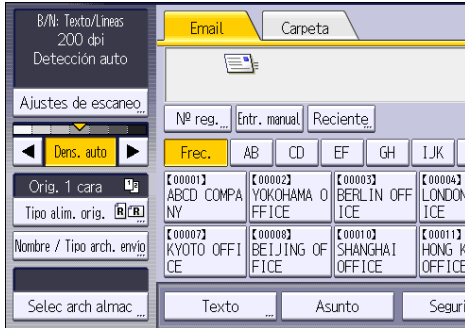 B/N: Texto/Líneas
200 dpi
Detección auto
Ajustes de escaneo
Dens. auto
Orig. 1 cara
Tipo alim. orig.
Nombre / Tipo arch. envío
Selec arch almac
Email
Carpeta
Nº reg.
Entr. manual
Reciente
Frec.
AB
CD
EF
GH
IJK
[00001]
ABCD COMPA
NY
[00002]
YOKOHAMA O
FFICE
[00003]
BERLIN OFF
ICE
[00004]
LONDON
ICE
[00007]
KYOTO OFFI
CE
[00008]
BEIJING OF
FICE
[00010]
SHANGHAI
OFFICE
[00011]
HONG K
OFFICE
Texto
Asunto
Seguri